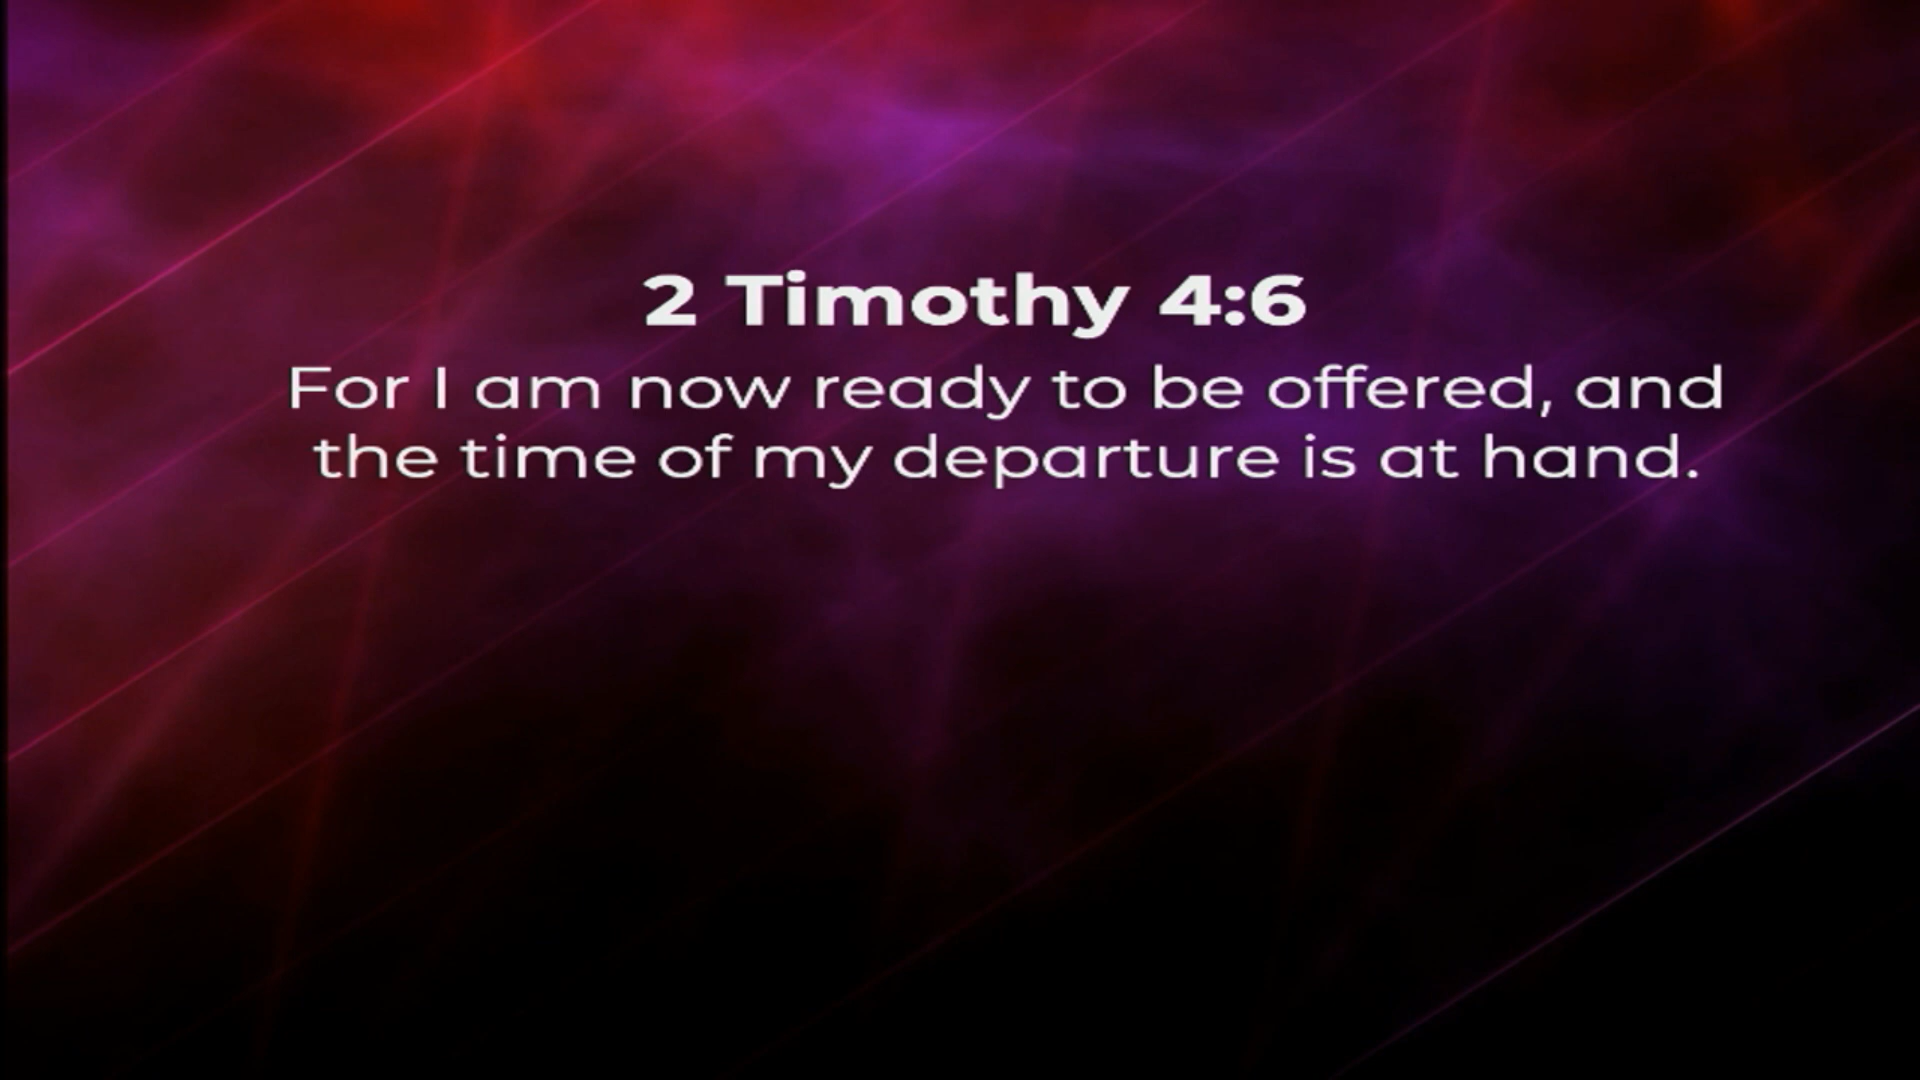 2 Timothy 4:6
For I am now ready to be offered, and
the time of my departure is at hand.